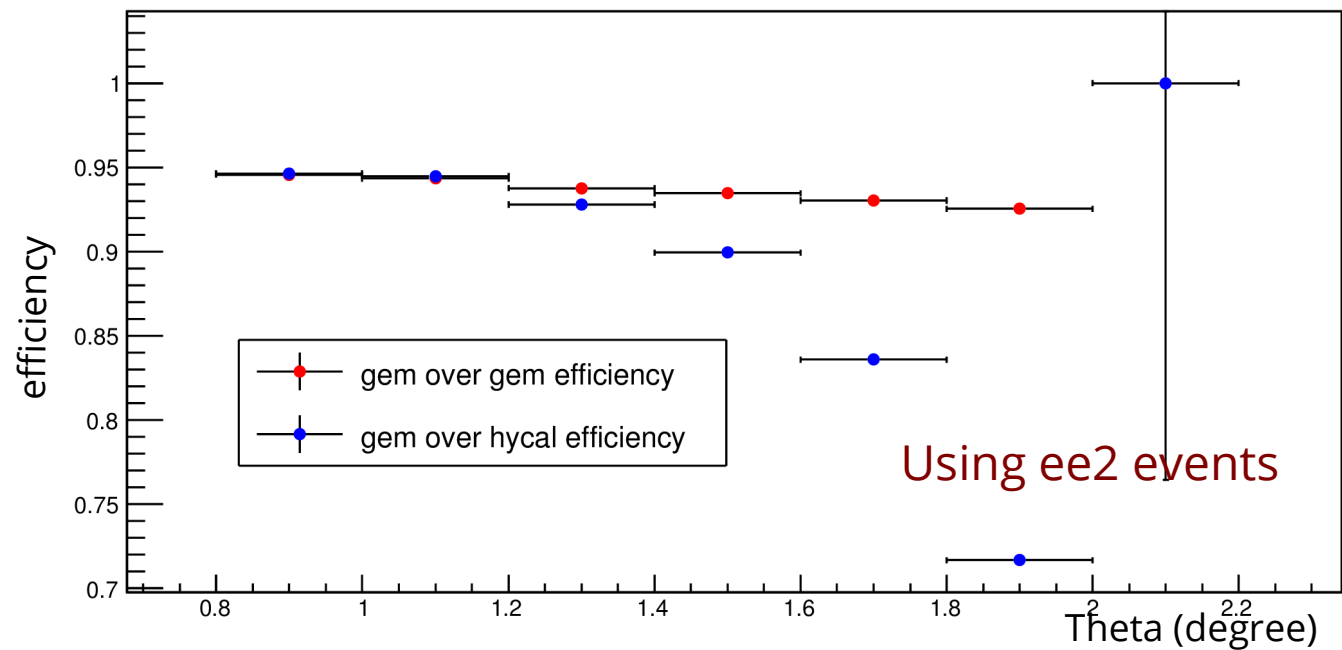 1
0.95
0.9
0.85
0.8
0.75
0.7
efficiency
gem over gem efficiency
gem over hycal efficiency
Using ee2 events
0.8 1 1.2 1.4 1.6 1.8 2 2.2
Theta (degree)